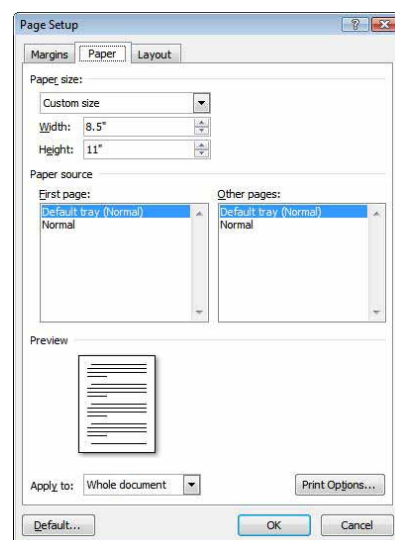 Page Setup
Margins Paper Layout
Paper size:
Custom size
Width: 8.5"
Height: 11"
Paper source
First page: Other pages:
Default tray (Normal) Default tray (Normal)
Normal Normal
Preview
Apply to: Whole document Print Options...
Default... OK Cancel